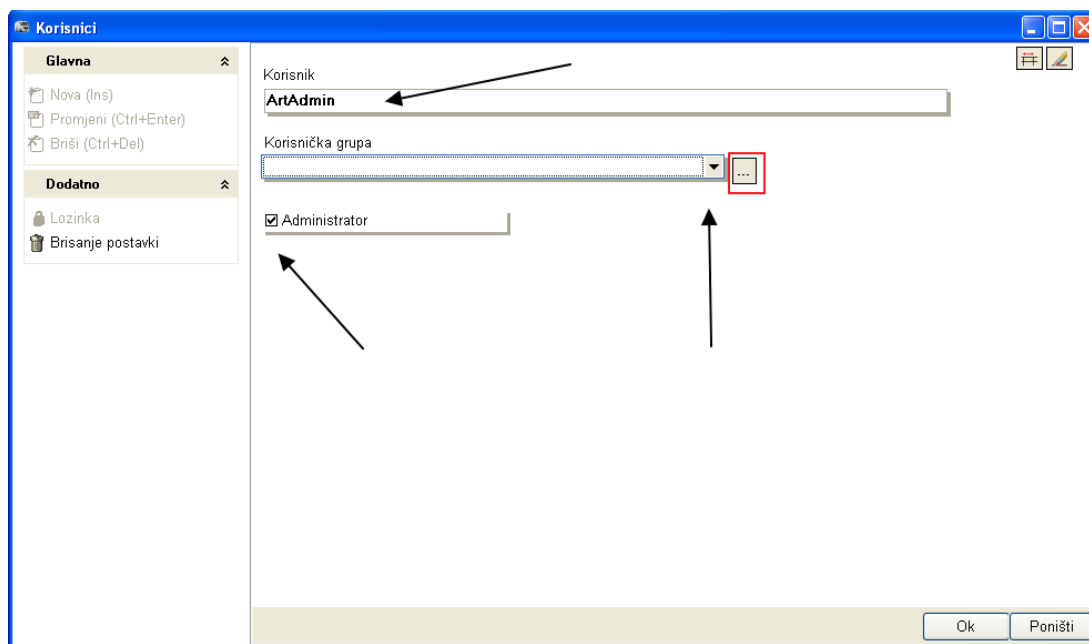 Korisnici
Glavna
Nova (Ins)
Promjeni (Ctrl+Enter)
Briši (Ctrl+Del)
Dodatno
Lozinka
Brisanje postavki
Korisnik
ArtAdmin
Korisnička grupa
...
Administrator
Ok
Poništi